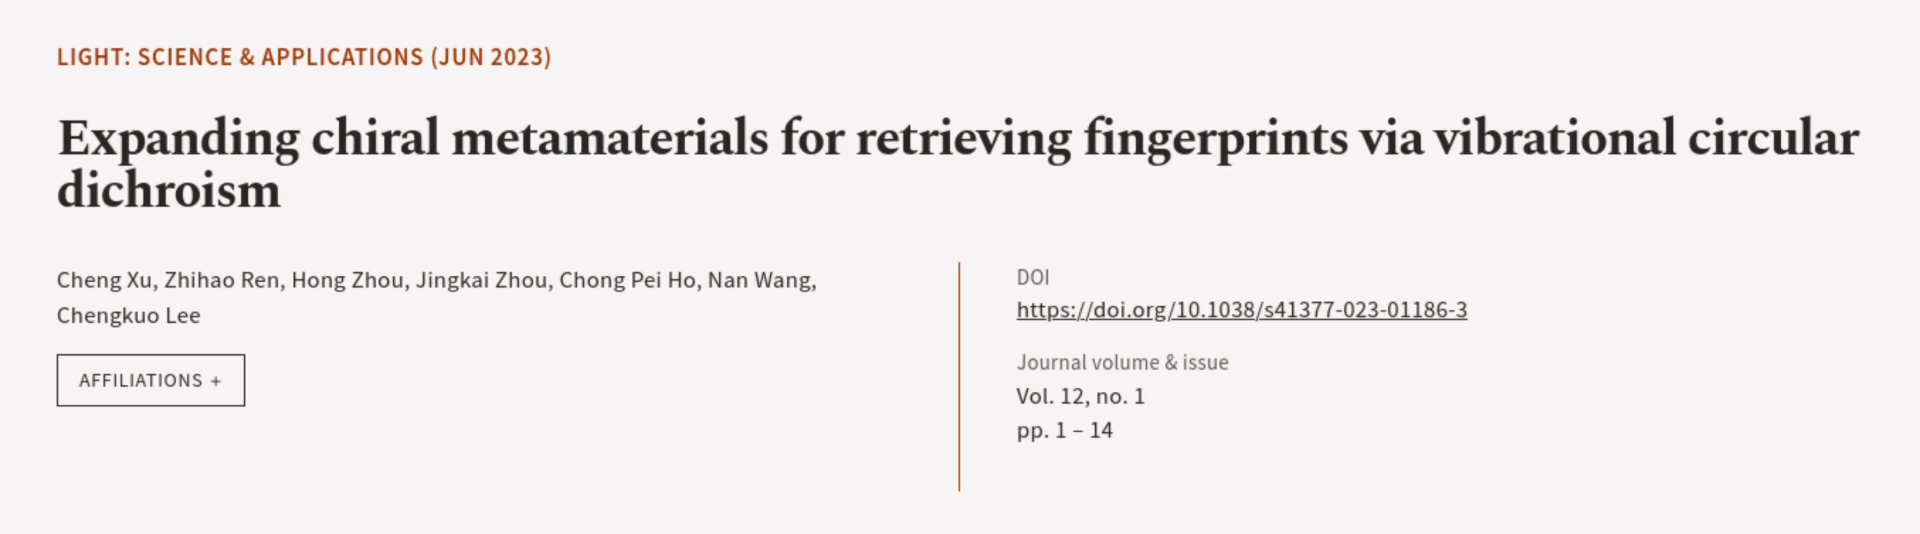 LIGHT: SCIENCE & APPLICATIONS (JUN 2023)
Expanding chiral metamaterials for retrieving fingerprints via vibrational circular
dichroism
Cheng Xu, Zhihao Ren, Hong Zhou, Jingkai Zhou, Chong Pei Ho, Nan Wang,
Chengkuo Lee
AFFILIATIONS +
DOI
https://doi.org/10.1038/s41377-023-01186-3
Journal volume & issue
Vol. 12, no. 1
pp. 1 – 14